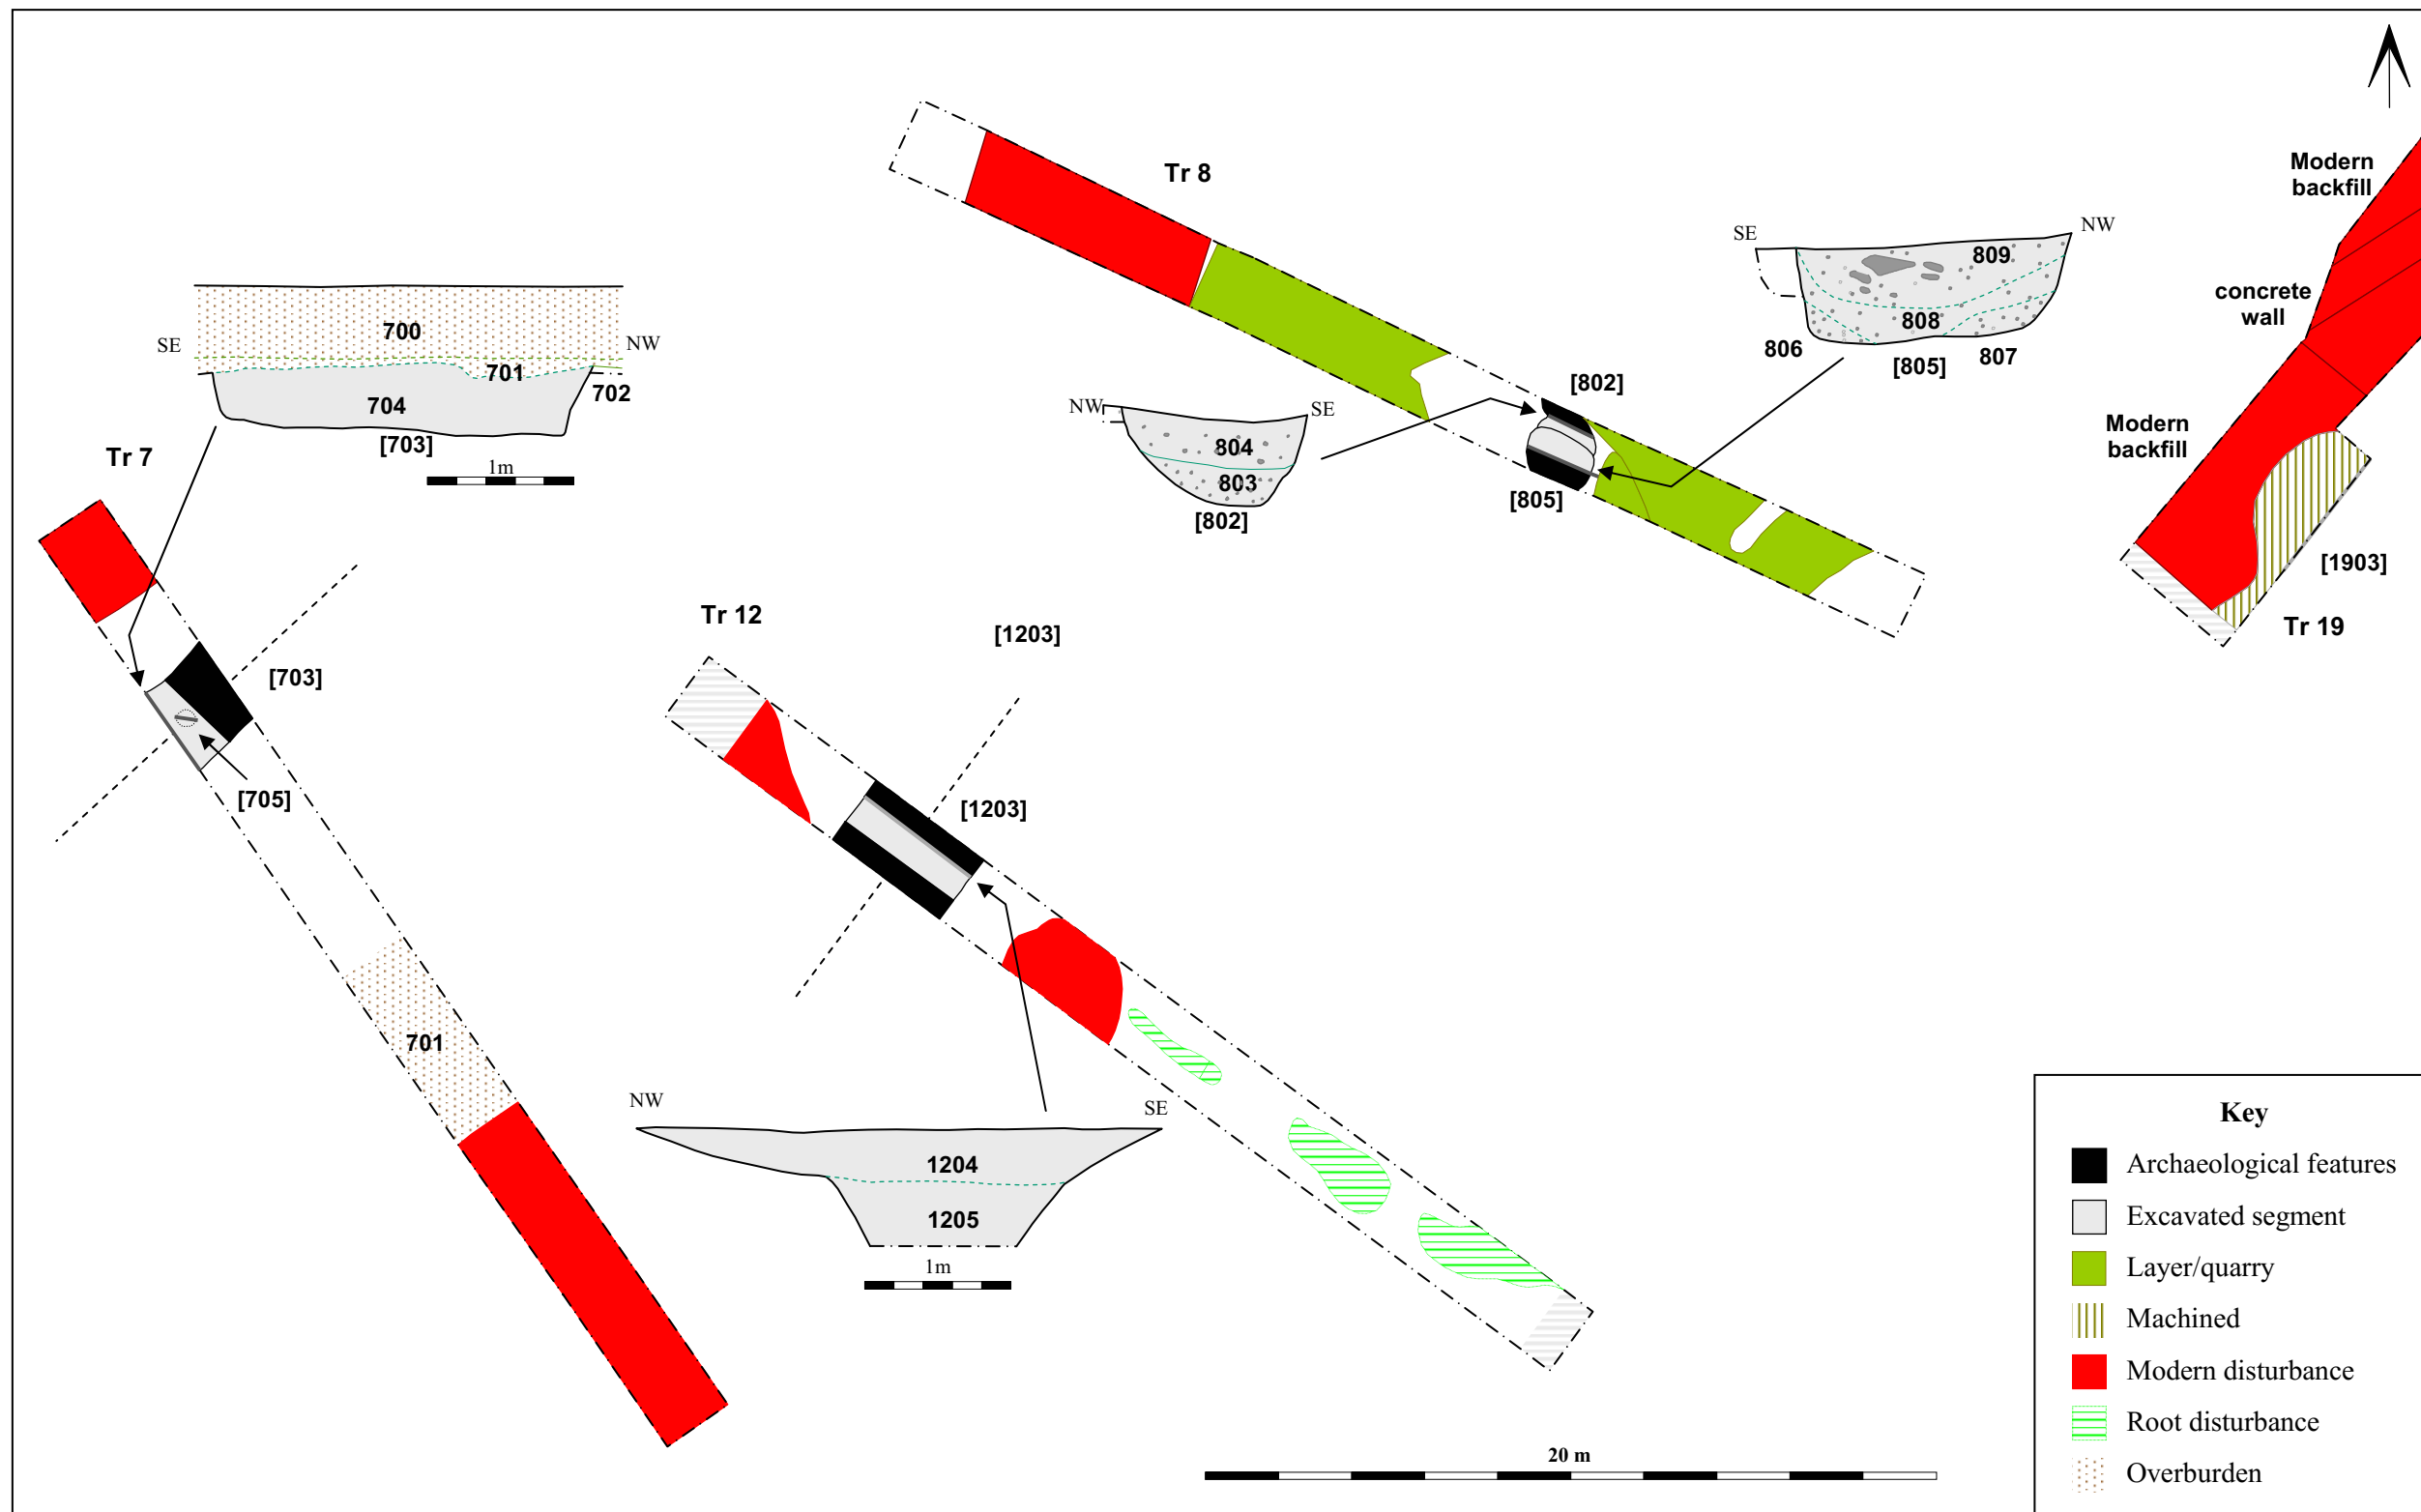 Tr 8
Modern
backfill
concrete
wall
Modern
backfill
[1903]
Tr 19
SE
NW
809
808
806
[805]
807
[802]
[805]
NW
SE
804
803
[802]
700
SE
NW
701
702
704
[703]
1m
Tr 7
[703]
[705]
701
Tr 12
[1203]
[1203]
NW
SE
1204
1205
1m
20 m
Key
Archaeological features
Excavated segment
Layer/quarry
Machined
Modern disturbance
Root disturbance
Overburden